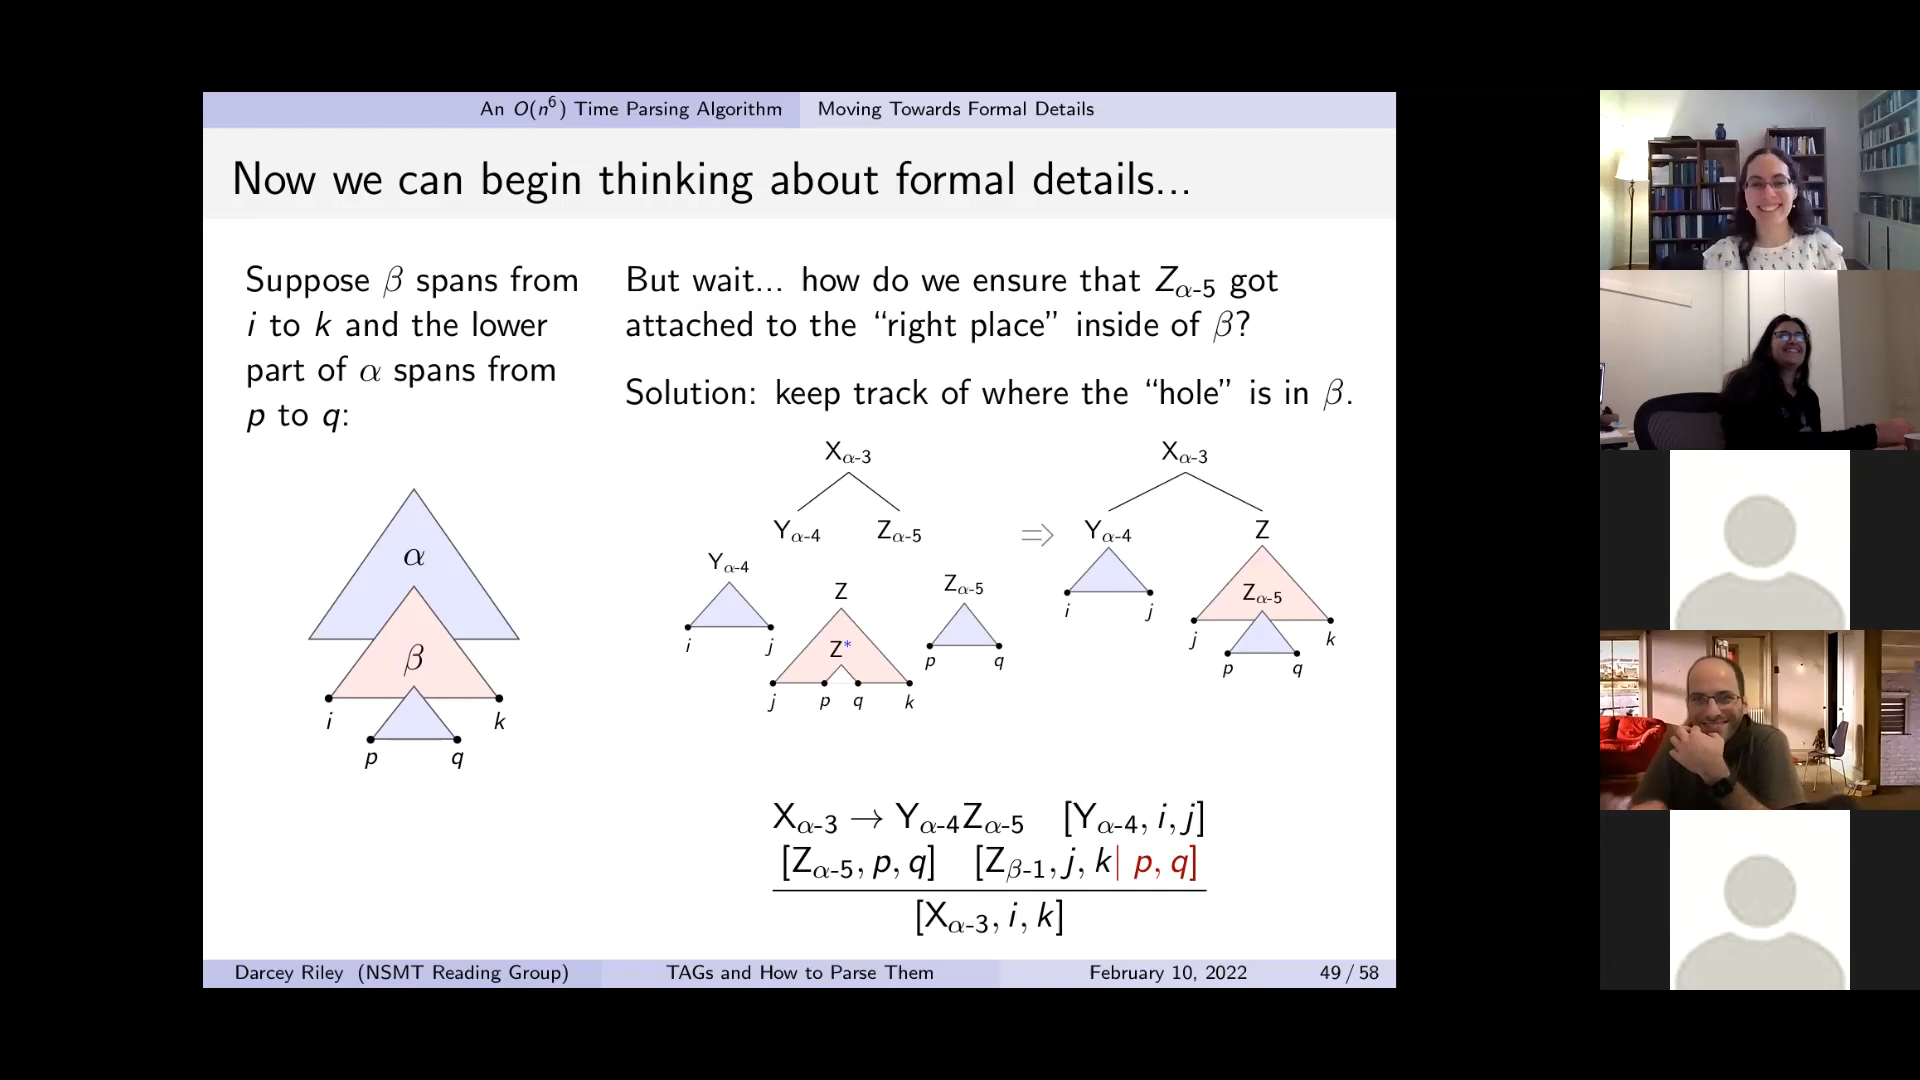 An O(n⁶) Time Parsing Algorithm Moving Towards Formal Details
Now we can begin thinking about formal details...
Suppose β spans from
i to k and the lower
part of α spans from
p to q:
But wait... how do we ensure that Z_α-5 got
attached to the “right place” inside of β?
Solution: keep track of where the “hole” is in β.
α
β
i k
p q
X_α-3
Y_α-4 Z_α-5
Y_α-4
i j
Z
Z*
j p q k
Z_α-5
p q
⇒
X_α-3
Y_α-4 Z
i j
Z_α-5
j k
p q
X_α-3 → Y_α-4 Z_α-5 [Y_α-4, i, j]
[Z_α-5, p, q] [Z_β-1, j, k| p, q]
[X_α-3, i, k]
Darcey Riley (NSMT Reading Group) TAGs and How to Parse Them February 10, 2022 49 / 58